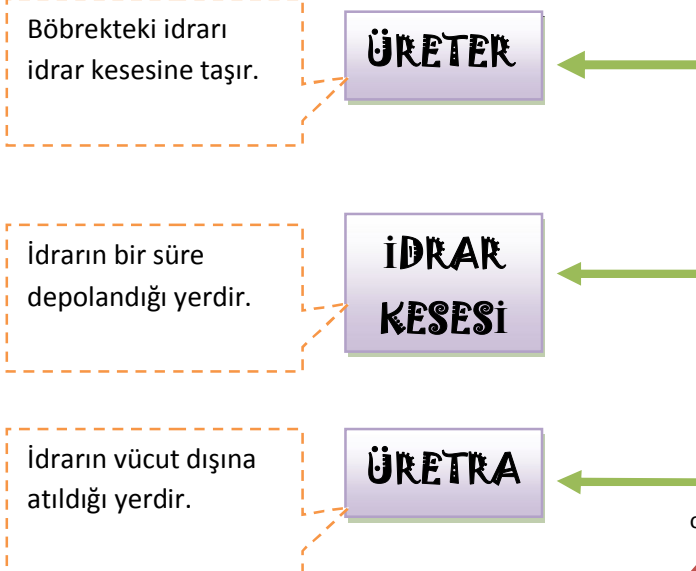 Böbrekteki idrarı
idrar kesesine taşır.
ÜRETER
İdrarın bir süre
depolandığı yerdir.
İDRAR
KESESİ
İdrarın vücut dışına
atıldığı yerdir.
ÜRETRA